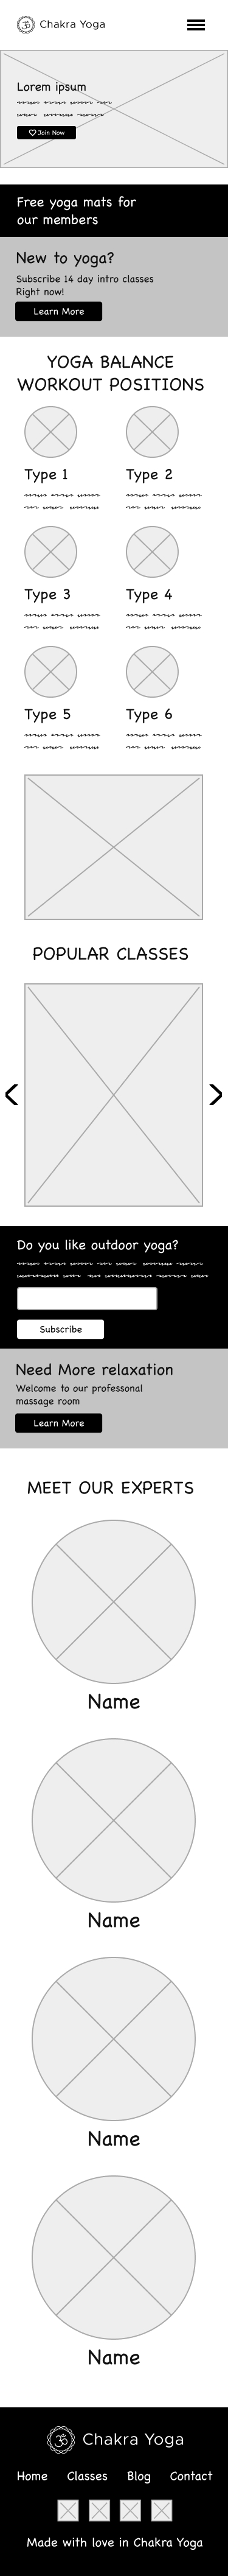 Chakra Yoga
Lorem ipsum
Join Now
Free yoga mats for
our members
New to yoga?
Subscribe 14 day intro classes
Right now!
Learn More
YOGA BALANCE
WORKOUT POSITIONS
Type 1
Type 2
Type 3
Type 4
Type 5
Type 6
POPULAR CLASSES
Do you like outdoor yoga?
Subscribe
Need More relaxation
Welcome to our professonal
massage room
Learn More
MEET OUR EXPERTS
Name
Name
Name
Name
Chakra Yoga
Home Classes Blog Contact
Made with love in Chakra Yoga